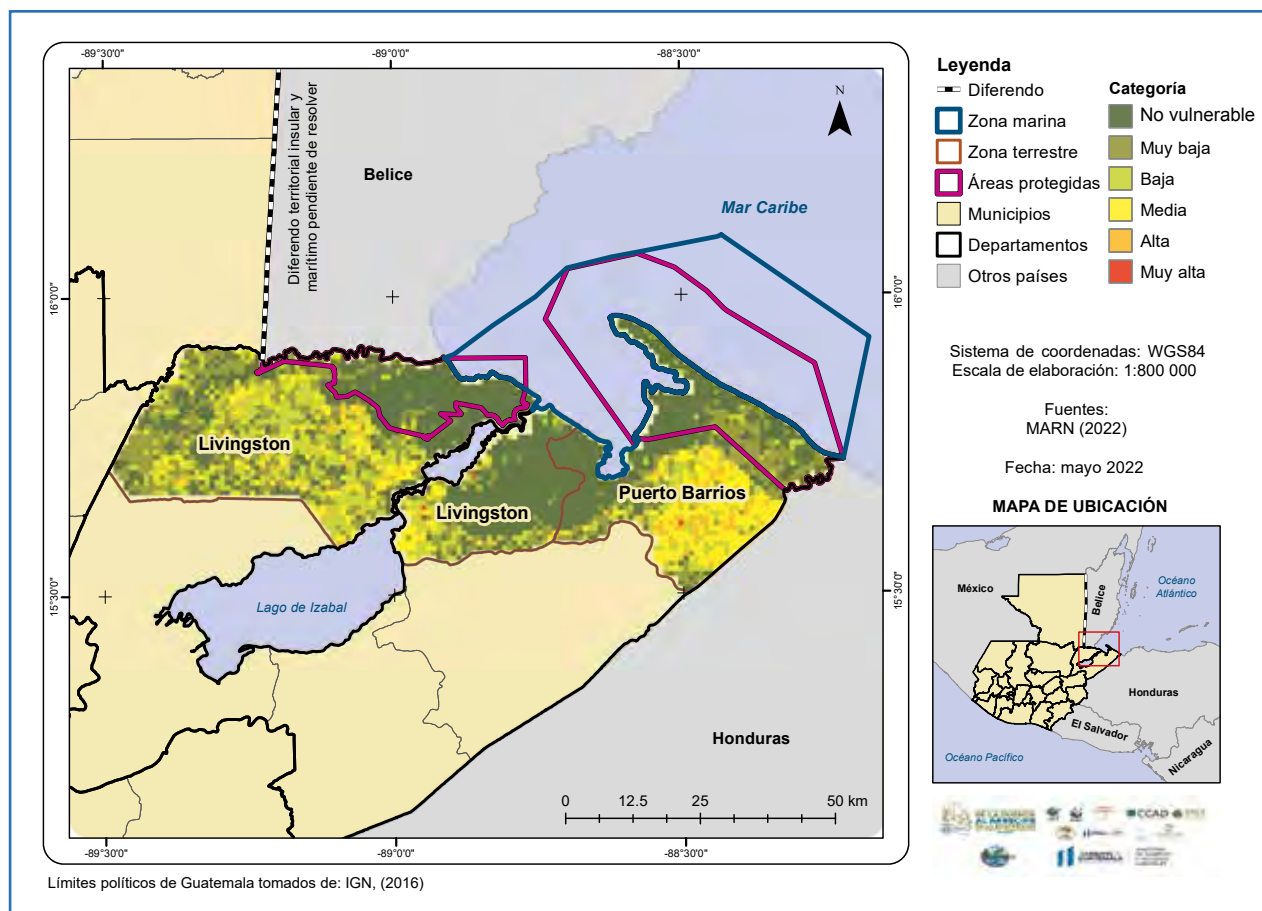 -89°30'0"
-89°0'0"
-88°30'0"
N
Diferendo territorial insular y
marítimo pendiente de resolver
Belice
Mar Caribe
16°0'0"
16°0'0"
Livingston
Livingston
Puerto Barrios
15°30'0"
15°30'0"
Lago de Izabal
Honduras
0 12.5 25 50 km
-89°30'0"
-89°0'0"
-88°30'0"
Límites políticos de Guatemala tomados de: IGN, (2016)
Leyenda
Diferendo
Zona marina
Zona terrestre
Áreas protegidas
Municipios
Departamentos
Otros países
Categoría
No vulnerable
Muy baja
Baja
Media
Alta
Muy alta
Sistema de coordenadas: WGS84
Escala de elaboración: 1:800 000
Fuentes:
MARN (2022)
Fecha: mayo 2022
MAPA DE UBICACIÓN
México
Belice
Océano
Atlántico
Honduras
El Salvador
Nicaragua
Océano Pacífico
CCAD